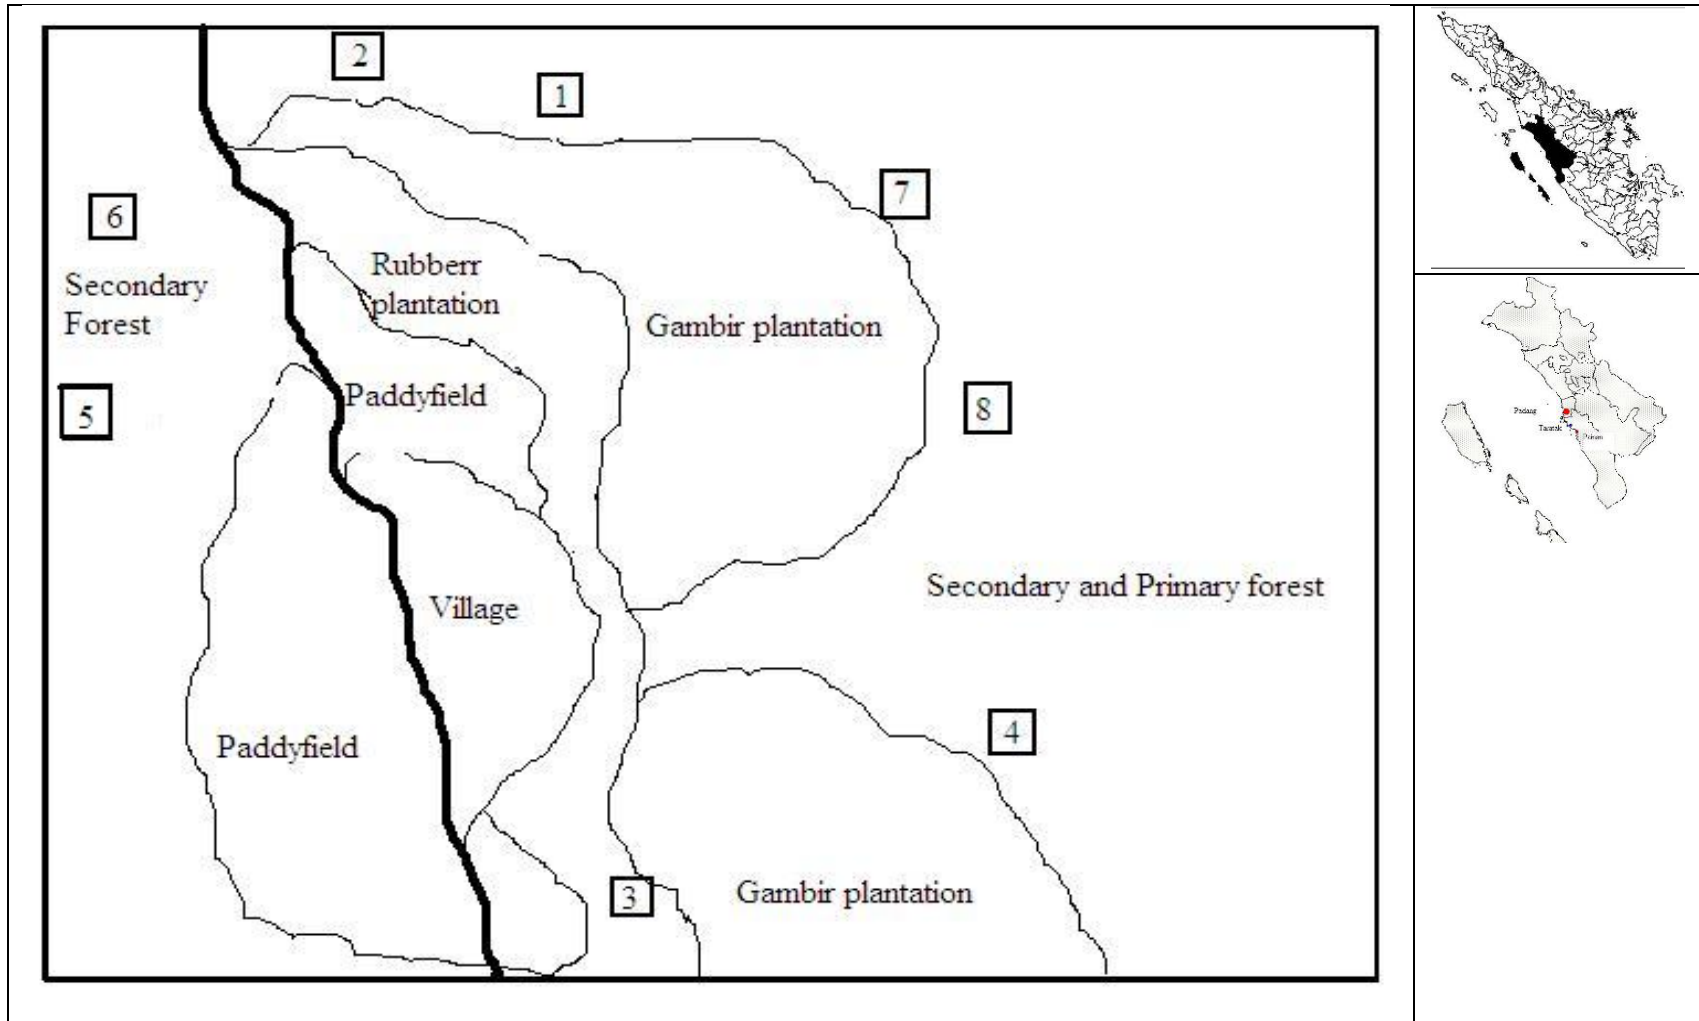 2
1
7
6
Secondary
Forest
Rubberr
plantation
Gambir plantation
Paddyfield
5
8
Secondary and Primary forest
Village
4
Paddyfield
3
Gambir plantation
Padang
Taratak